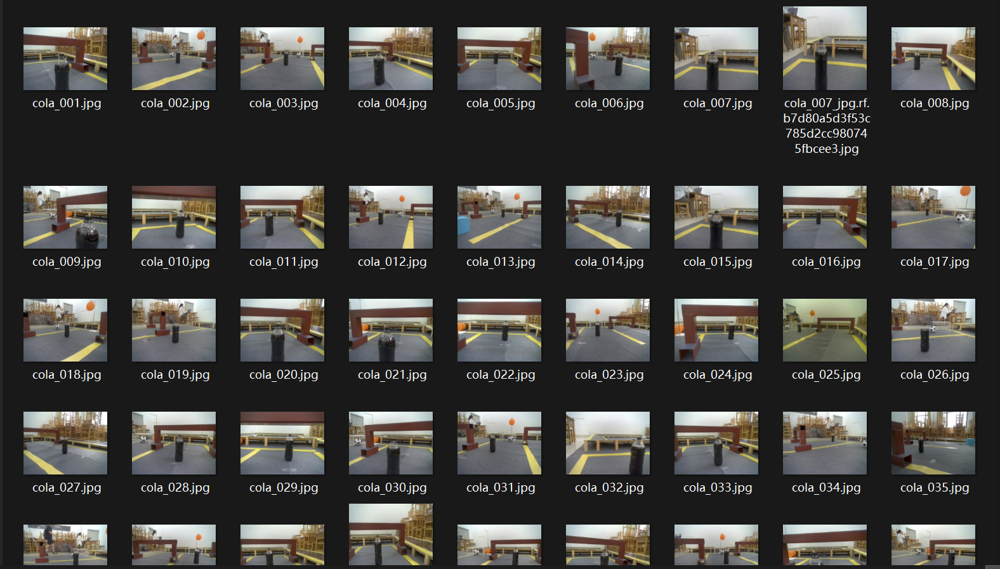 cola_001.jpg
cola_002.jpg
cola_003.jpg
cola_004.jpg
cola_005.jpg
cola_006.jpg
cola_007.jpg
cola_007_jpg.rf.
b7d80a5d3f53c
785d2cc98074
5fbcee3.jpg
cola_008.jpg
cola_009.jpg
cola_010.jpg
cola_011.jpg
cola_012.jpg
cola_013.jpg
cola_014.jpg
cola_015.jpg
cola_016.jpg
cola_017.jpg
cola_018.jpg
cola_019.jpg
cola_020.jpg
cola_021.jpg
cola_022.jpg
cola_023.jpg
cola_024.jpg
cola_025.jpg
cola_026.jpg
cola_027.jpg
cola_028.jpg
cola_029.jpg
cola_030.jpg
cola_031.jpg
cola_032.jpg
cola_033.jpg
cola_034.jpg
cola_035.jpg